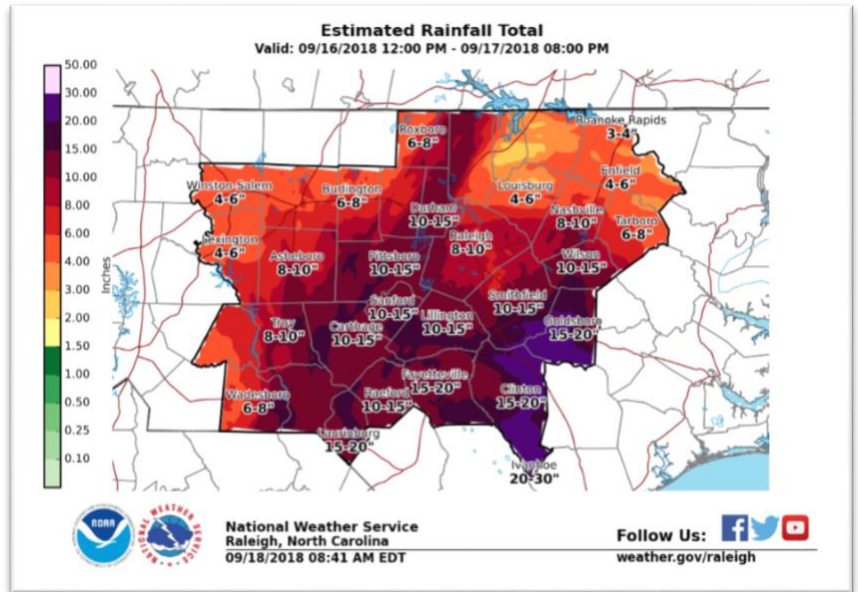 Estimated Rainfall Total
Valid: 09/16/2018 12:00 PM - 09/17/2018 08:00 PM
50.00
30.00
20.00
15.00
10.00
8.00
6.00
4.00
3.00
2.00
1.50
1.00
0.50
0.25
0.10
Inches
Roanoke Rapids
3-4"
Roxboro
6-8"
Enfield
4-6"
Winston-Salem
4-6"
Burlington
6-8"
Louisburg
4-6"
Durham
10-15"
Nashville
8-10"
Tarboro
6-8"
Lexington
4-6"
Raleigh
8-10"
Asheboro
8-10"
Pittsboro
10-15"
Wilson
10-15"
Sanford
10-15"
Smithfield
10-15"
Troy
8-10"
Carthage
10-15"
Lillington
10-15"
Goldsboro
15-20"
Fayetteville
15-20"
Wadesboro
6-8"
Raeford
10-15"
Clinton
15-20"
Laurinburg
15-20"
Ivanhoe
20-30"
NOAA
NATIONAL WEATHER SERVICE
National Weather Service
Raleigh, North Carolina
09/18/2018 08:41 AM EDT
Follow Us:
weather.gov/raleigh